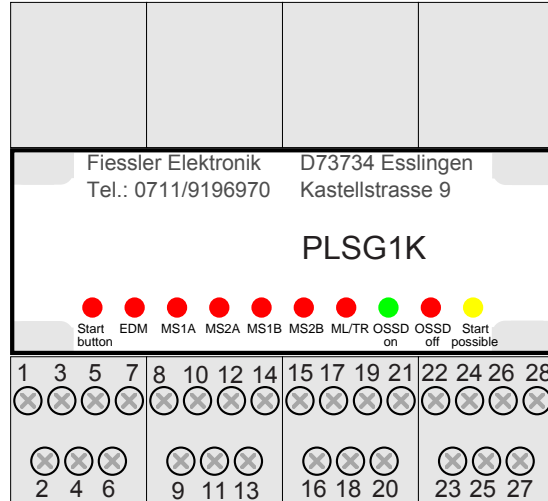 Fiessler Elektronik D73734 Esslingen
Tel.: 0711/9196970 Kastellstrasse 9
PLSG1K
Start button EDM MS1A MS2A MS1B MS2B ML/TR OSSD on OSSD off Start possible
1 3 5 7 8 10 12 14 15 17 19 21 22 24 26 28
2 4 6 9 11 13 16 18 20 23 25 27